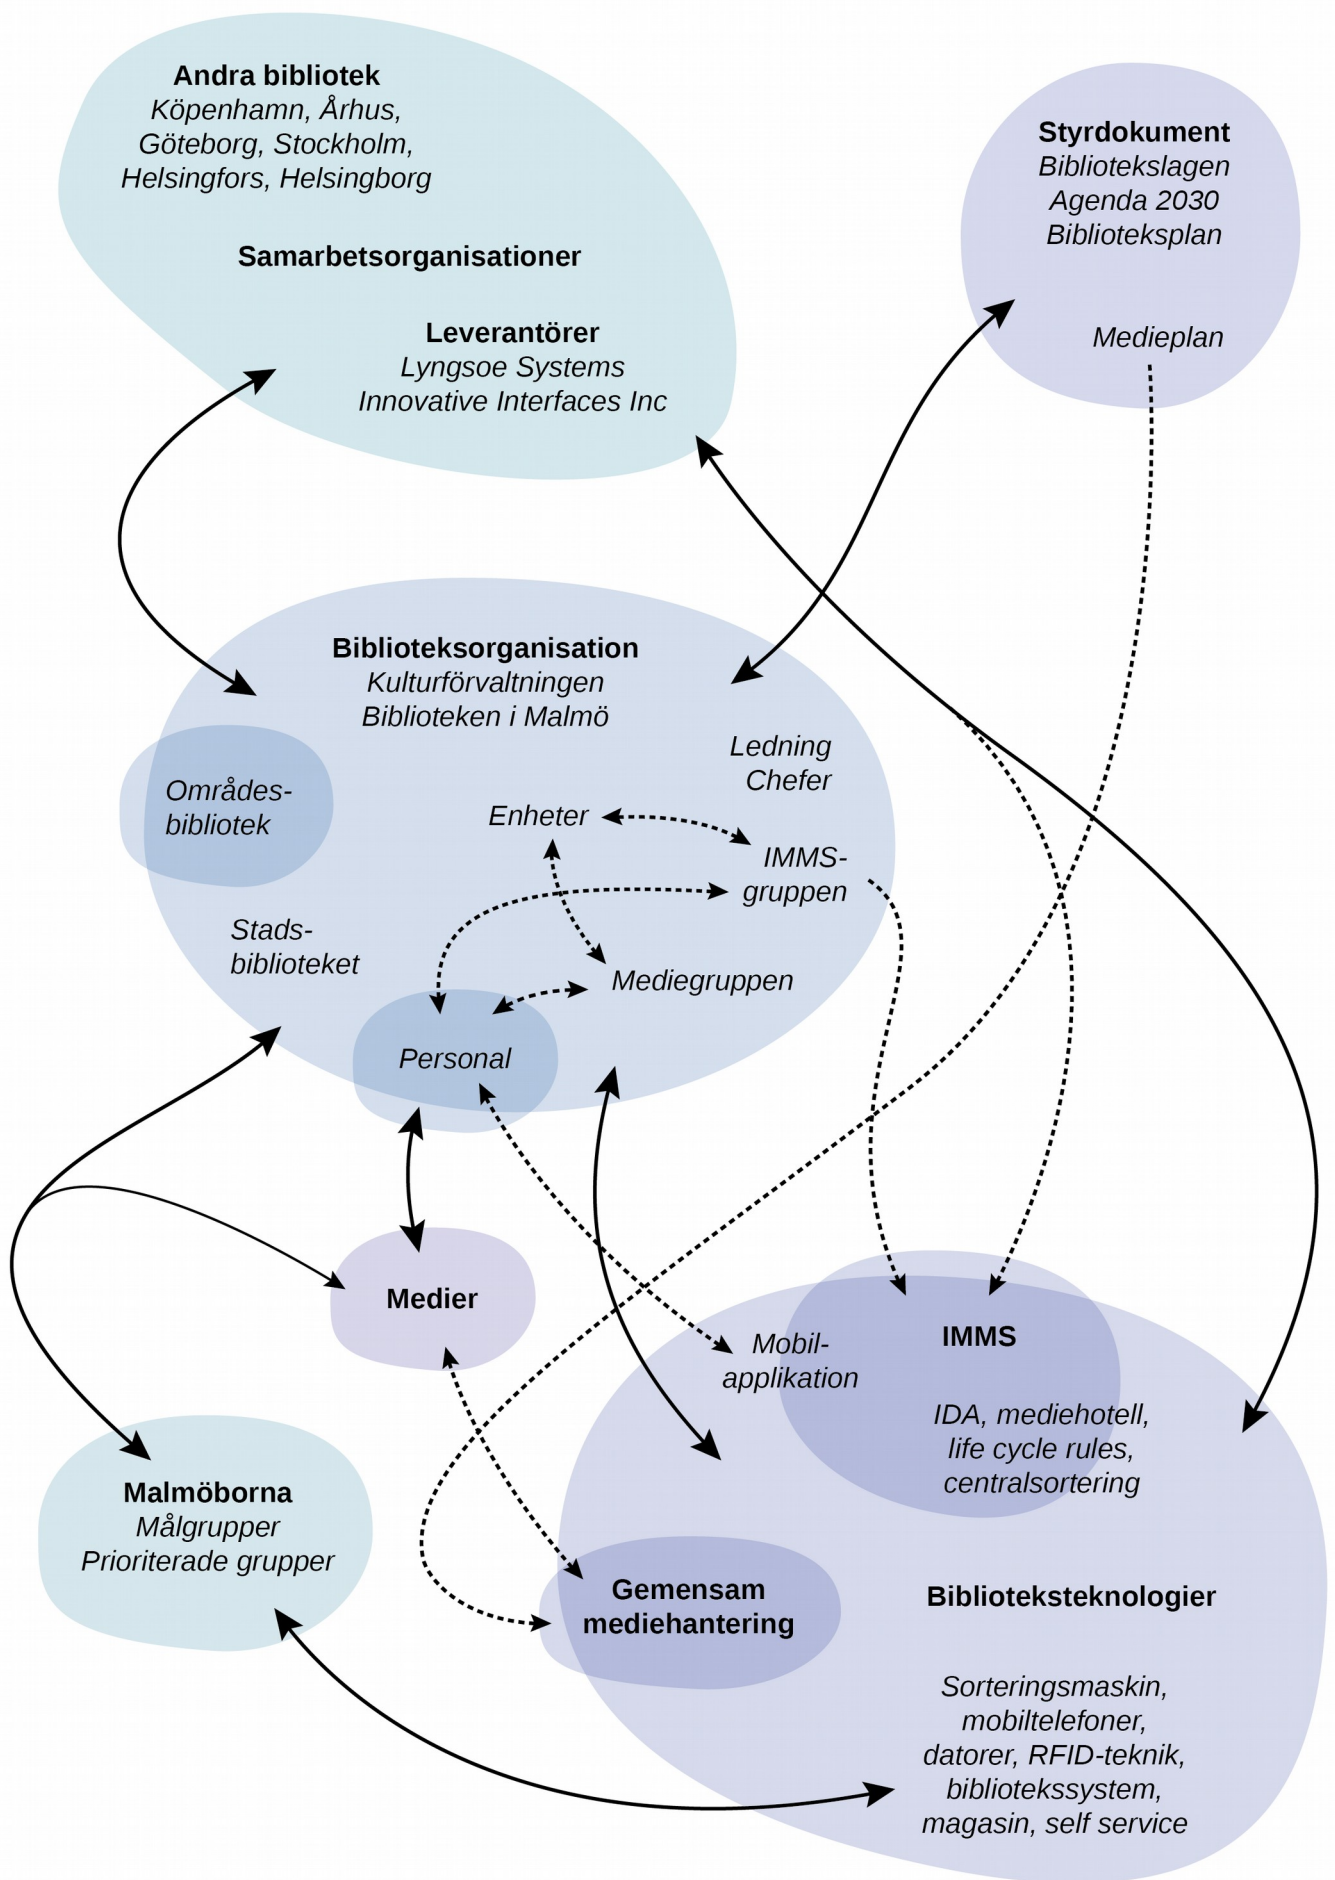 Andra bibliotek
Köpenhamn, Århus,
Göteborg, Stockholm,
Helsingfors, Helsingborg
Samarbetsorganisationer
Leverantörer
Lyngsoe Systems
Innovative Interfaces Inc
Styrdokument
Bibliotekslagen
Agenda 2030
Biblioteksplan
Medieplan
Biblioteksorganisation
Kulturförvaltningen
Biblioteken i Malmö
Ledning
Chefer
Områdes-
bibliotek
Enheter
IMMS-
gruppen
Stads-
biblioteket
Mediegruppen
Personal
Medier
Mobil-
applikation
IMMS
IDA, mediehotell,
life cycle rules,
centralsortering
Malmöborna
Målgrupper
Prioriterade grupper
Gemensam
mediehantering
Biblioteksteknologier
Sorteringsmaskin,
mobiltelefoner,
datorer, RFID-teknik,
bibliotekssystem,
magasin, self service